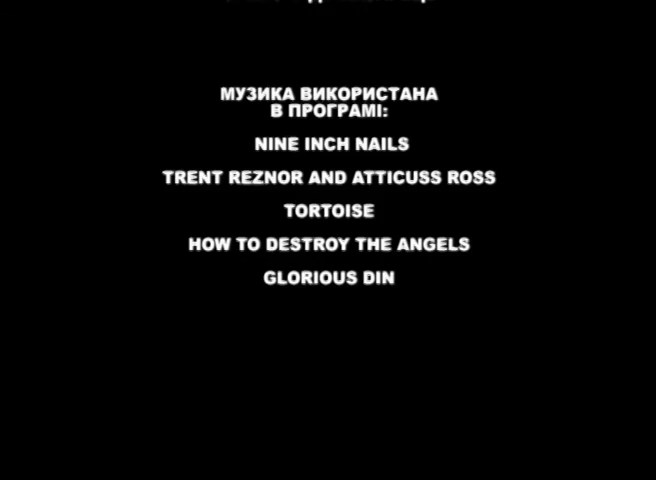 МУЗИКА ВИКОРИСТАНА
В ПРОГРАМІ:
NINE INCH NAILS
TRENT REZNOR AND ATTICUSS ROSS
TORTOISE
HOW TO DESTROY THE ANGELS
GLORIOUS DIN